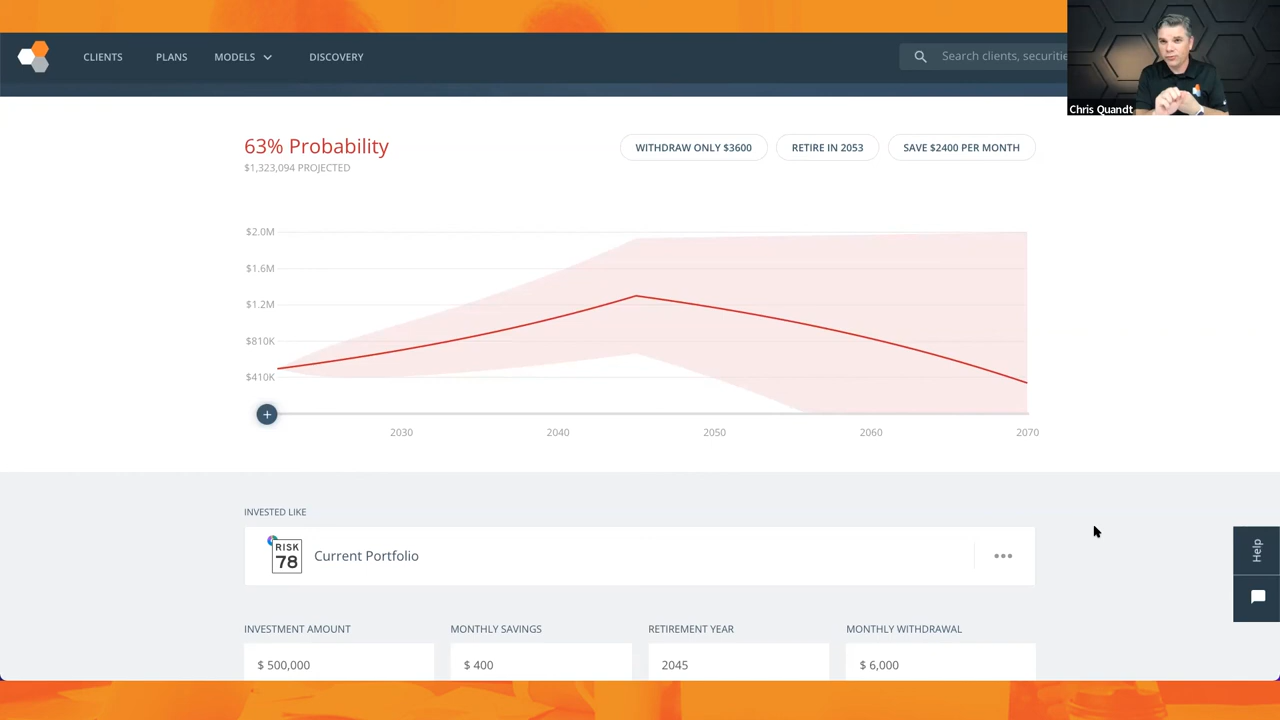 CLIENTS PLANS MODELS DISCOVERY Search clients, securitie
Chris Quandt
63% Probability
$1,323,094 PROJECTED
WITHDRAW ONLY $3600 RETIRE IN 2053 SAVE $2400 PER MONTH
$2.0M
$1.6M
$1.2M
$810K
$410K
2030 2040 2050 2060 2070
INVESTED LIKE
RISK
78
Current Portfolio
Help
INVESTMENT AMOUNT MONTHLY SAVINGS RETIREMENT YEAR MONTHLY WITHDRAWAL
$ 500,000 $ 400 2045 $ 6,000